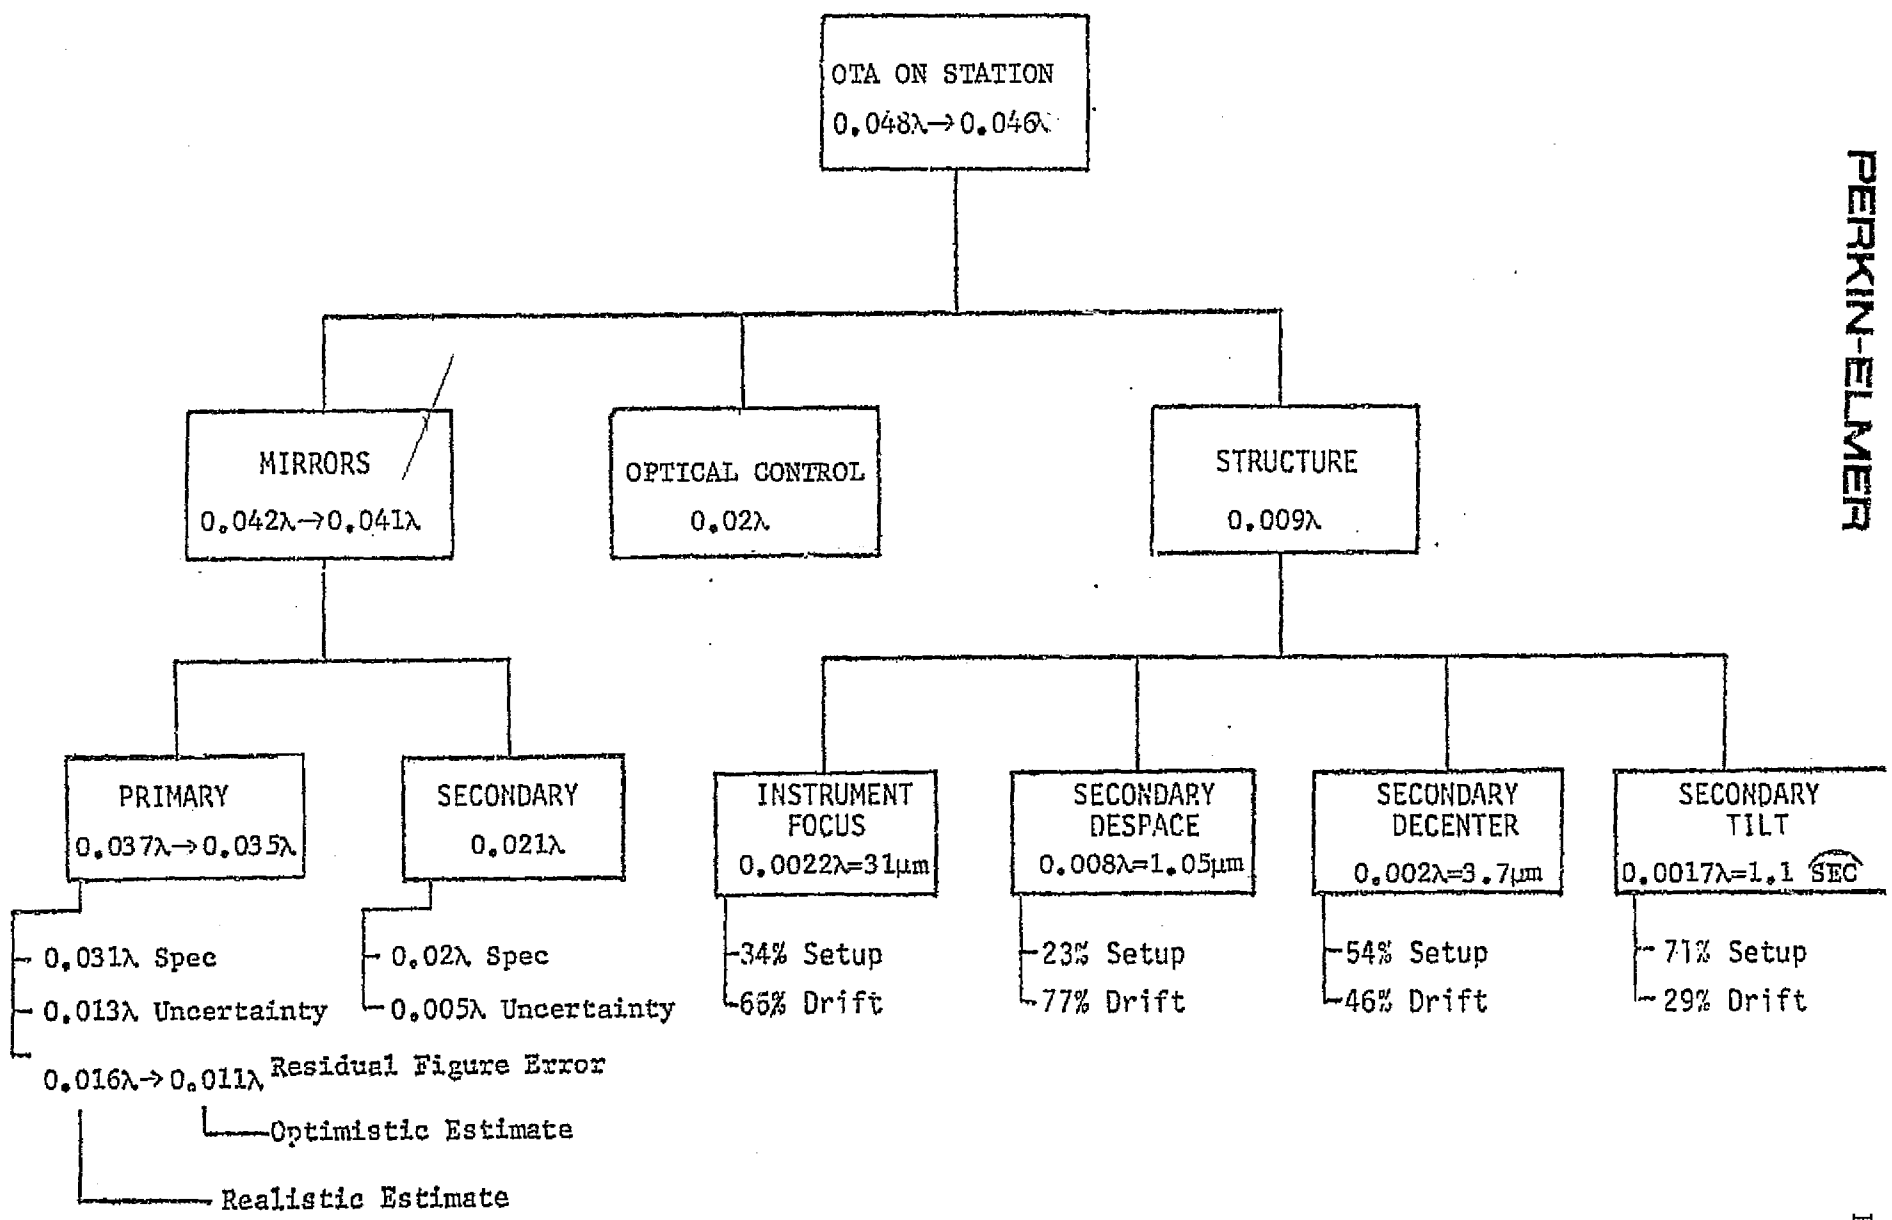 OTA ON STATION
0.048λ→0.046λ
PERKIN-ELMER
MIRRORS
0.042λ→0.041λ
OPTICAL CONTROL
0.02λ
STRUCTURE
0.009λ
PRIMARY
0.037λ→0.035λ
SECONDARY
0.021λ
INSTRUMENT
FOCUS
0.0022λ=31μm
SECONDARY
DESPACE
0.008λ=1.05μm
SECONDARY
DECENTER
0.002λ=3.7μm
SECONDARY
TILT
0.0017λ=1.1 SEC
0.031λ Spec
0.013λ Uncertainty
0.016λ→0.011λ Residual Figure Error
Optimistic Estimate
Realistic Estimate
0.02λ Spec
0.005λ Uncertainty
34% Setup
66% Drift
23% Setup
77% Drift
54% Setup
46% Drift
71% Setup
29% Drift